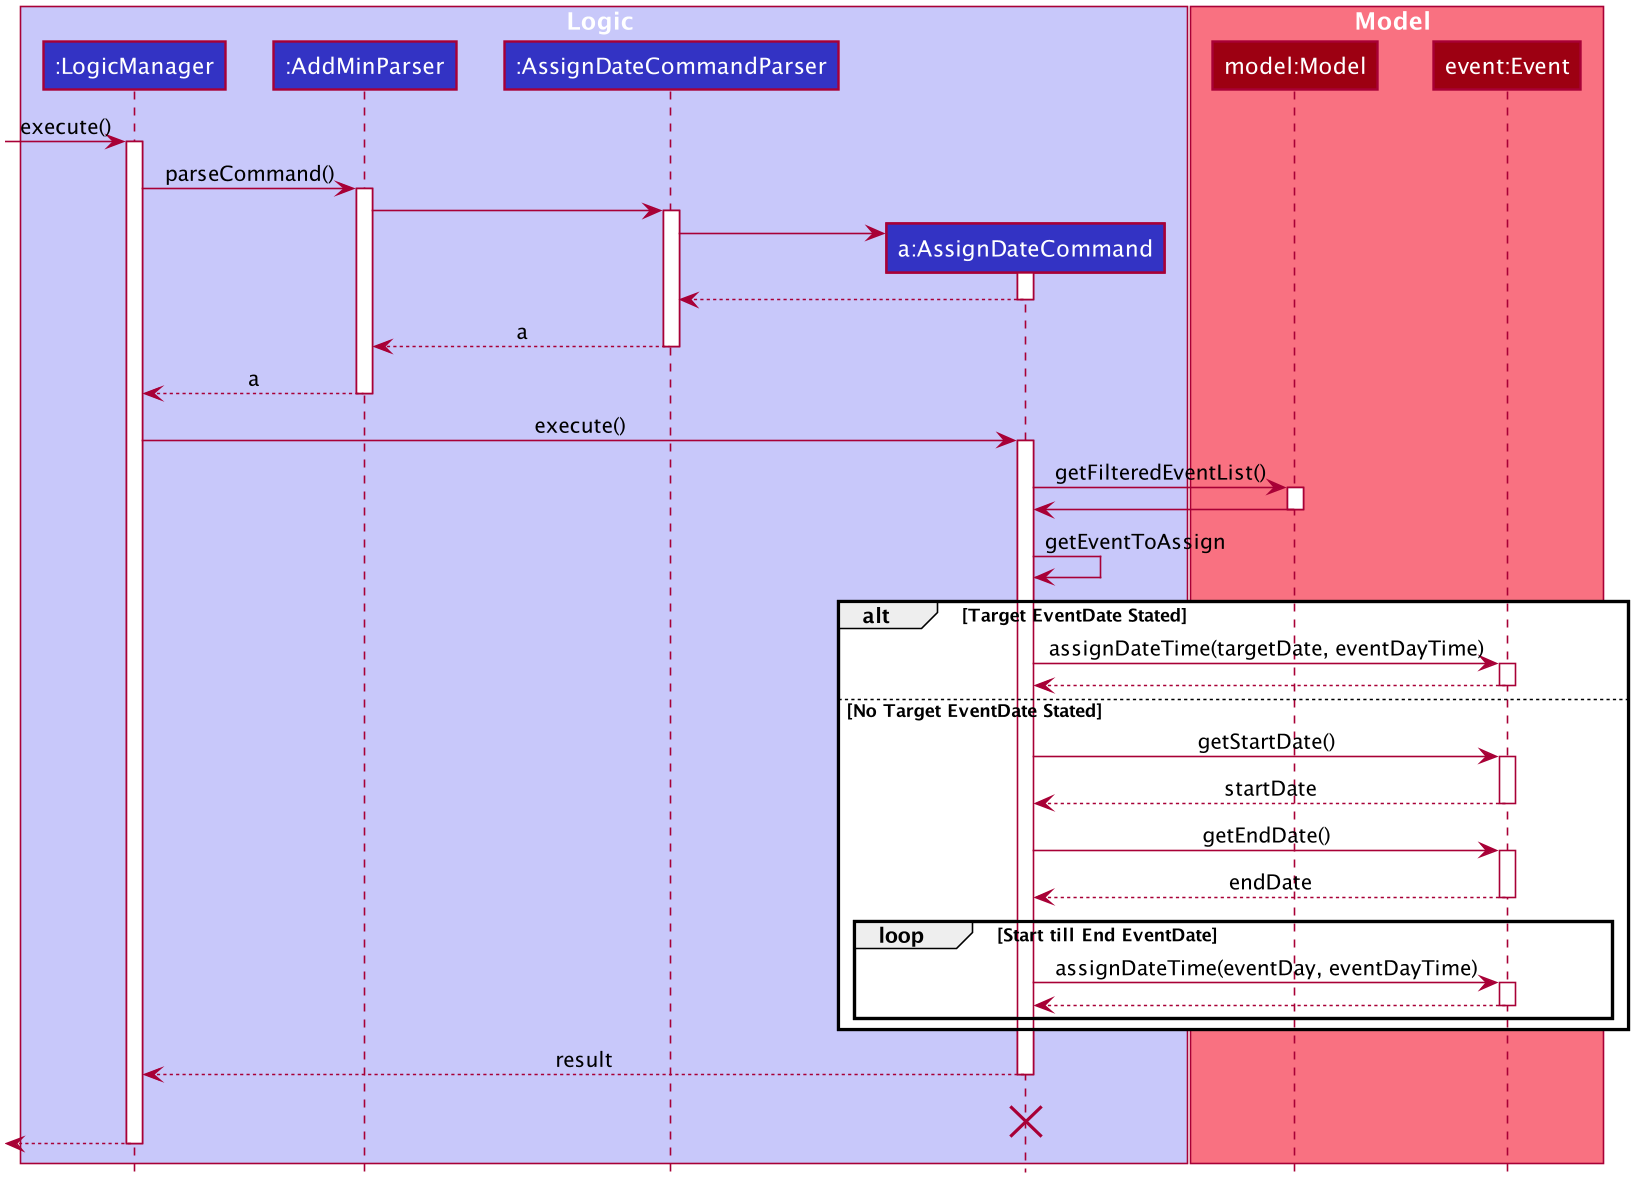 Logic
Model
:LogicManager
:AddMinParser
:AssignDateCommandParser
model:Model
event:Event
execute()
parseCommand()
a:AssignDateCommand
a
a
execute()
getFilteredEventList()
getEventToAssign
alt
[Target EventDate Stated]
assignDateTime(targetDate, eventDayTime)
[No Target EventDate Stated]
getStartDate()
startDate
getEndDate()
endDate
loop
[Start till End EventDate]
assignDateTime(eventDay, eventDayTime)
result